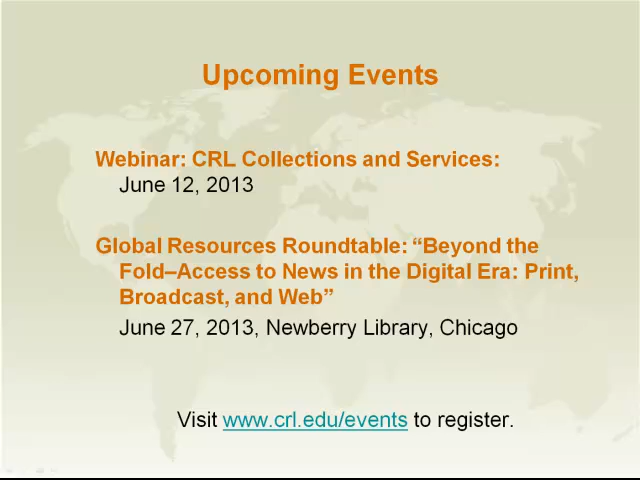 Upcoming Events
Webinar: CRL Collections and Services:
June 12, 2013
Global Resources Roundtable: “Beyond the
Fold–Access to News in the Digital Era: Print,
Broadcast, and Web”
June 27, 2013, Newberry Library, Chicago
Visit www.crl.edu/events to register.